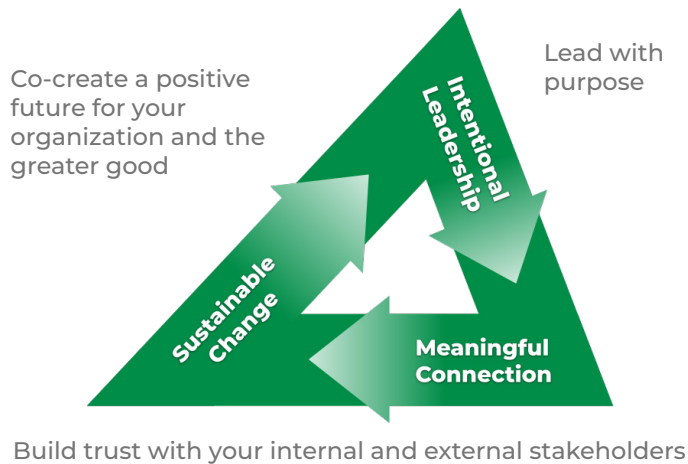 Co-create a positive
future for your
organization and the
greater good
Lead with
purpose
Intentional
Leadership
Sustainable
Change
Meaningful
Connection
Build trust with your internal and external stakeholders